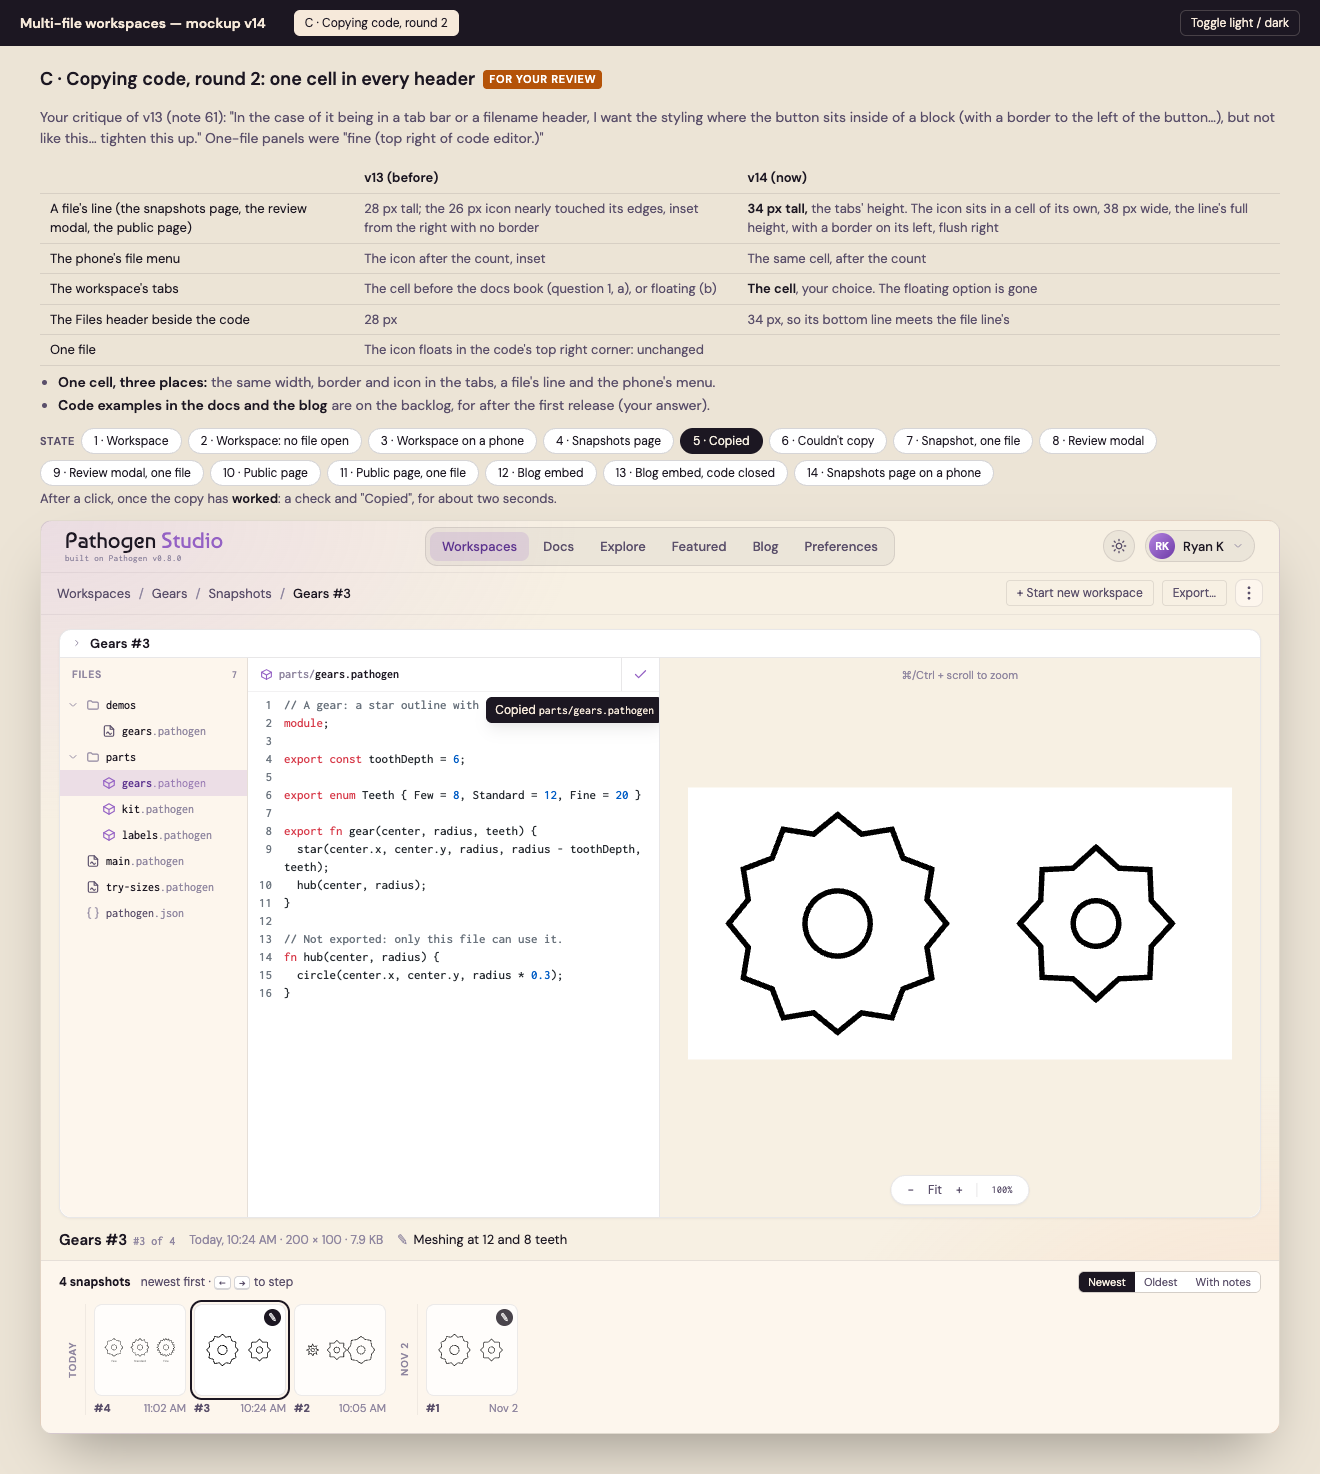 Multi-file workspaces — mockup v14
C · Copying code, round 2
Toggle light / dark
C · Copying code, round 2: one cell in every header
FOR YOUR REVIEW
Your critique of v13 (note 61): "In the case of it being in a tab bar or a filename header, I want the styling where the button sits inside of a block (with a border to the left of the button…), but not
like this… tighten this up." One-file panels were "fine (top right of code editor.)"
v13 (before)
v14 (now)
A file's line (the snapshots page, the review
modal, the public page)
28 px tall; the 26 px icon nearly touched its edges, inset
from the right with no border
34 px tall, the tabs' height. The icon sits in a cell of its own, 38 px wide, the line's full
height, with a border on its left, flush right
The phone's file menu
The icon after the count, inset
The same cell, after the count
The workspace's tabs
The cell before the docs book (question 1, a), or floating (b)
The cell, your choice. The floating option is gone
The Files header beside the code
28 px
34 px, so its bottom line meets the file line's
One file
The icon floats in the code's top right corner: unchanged
• One cell, three places: the same width, border and icon in the tabs, a file's line and the phone's menu.
• Code examples in the docs and the blog are on the backlog, for after the first release (your answer).
STATE
1 · Workspace
2 · Workspace: no file open
3 · Workspace on a phone
4 · Snapshots page
5 · Copied
6 · Couldn't copy
7 · Snapshot, one file
8 · Review modal
9 · Review modal, one file
10 · Public page
11 · Public page, one file
12 · Blog embed
13 · Blog embed, code closed
14 · Snapshots page on a phone
After a click, once the copy has worked: a check and "Copied", for about two seconds.
Pathogen Studio
built on Pathogen v0.8.0
Workspaces
Docs
Explore
Featured
Blog
Preferences
RK
Ryan K
Workspaces / Gears / Snapshots / Gears #3
+ Start new workspace
Export…
Gears #3
FILES
7
demos
gears.pathogen
parts
gears.pathogen
kit.pathogen
labels.pathogen
main.pathogen
try-sizes.pathogen
{} pathogen.json
parts/gears.pathogen
Copied parts/gears.pathogen
1 // A gear: a star outline with
2 module;
3
4 export const toothDepth = 6;
5
6 export enum Teeth { Few = 8, Standard = 12, Fine = 20 }
7
8 export fn gear(center, radius, teeth) {
9 star(center.x, center.y, radius, radius - toothDepth,
teeth);
10 hub(center, radius);
11 }
12
13 // Not exported: only this file can use it.
14 fn hub(center, radius) {
15 circle(center.x, center.y, radius * 0.3);
16 }
⌘/Ctrl + scroll to zoom
− Fit + 100%
Gears #3 #3 of 4 Today, 10:24 AM · 200 × 100 · 7.9 KB ✎ Meshing at 12 and 8 teeth
4 snapshots newest first · ← → to step
Newest
Oldest
With notes
TODAY
#4 11:02 AM
#3 10:24 AM
#2 10:05 AM
NOV 2
#1 Nov 2